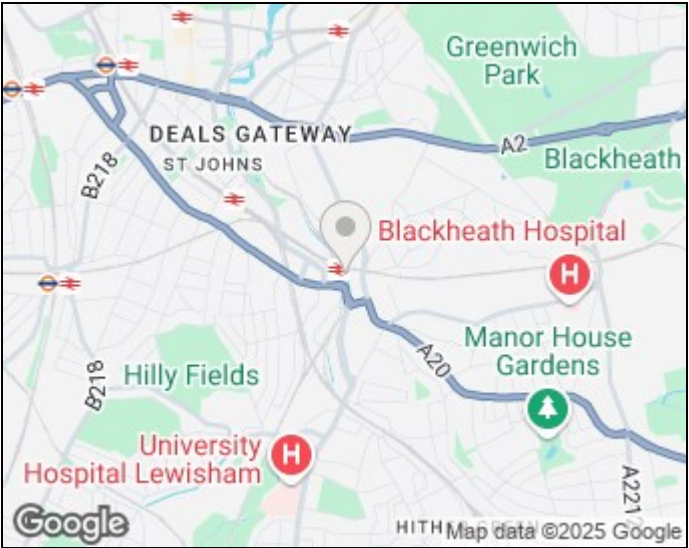 Greenwich
Park
DEALS GATEWAY
A2
B218
ST JOHNS
Blackheath
Blackheath Hospital
H
Manor House
Gardens
A20
B218
Hilly Fields
University
Hospital Lewisham
H
A221
Google
HITH
Map data ©2025 Google